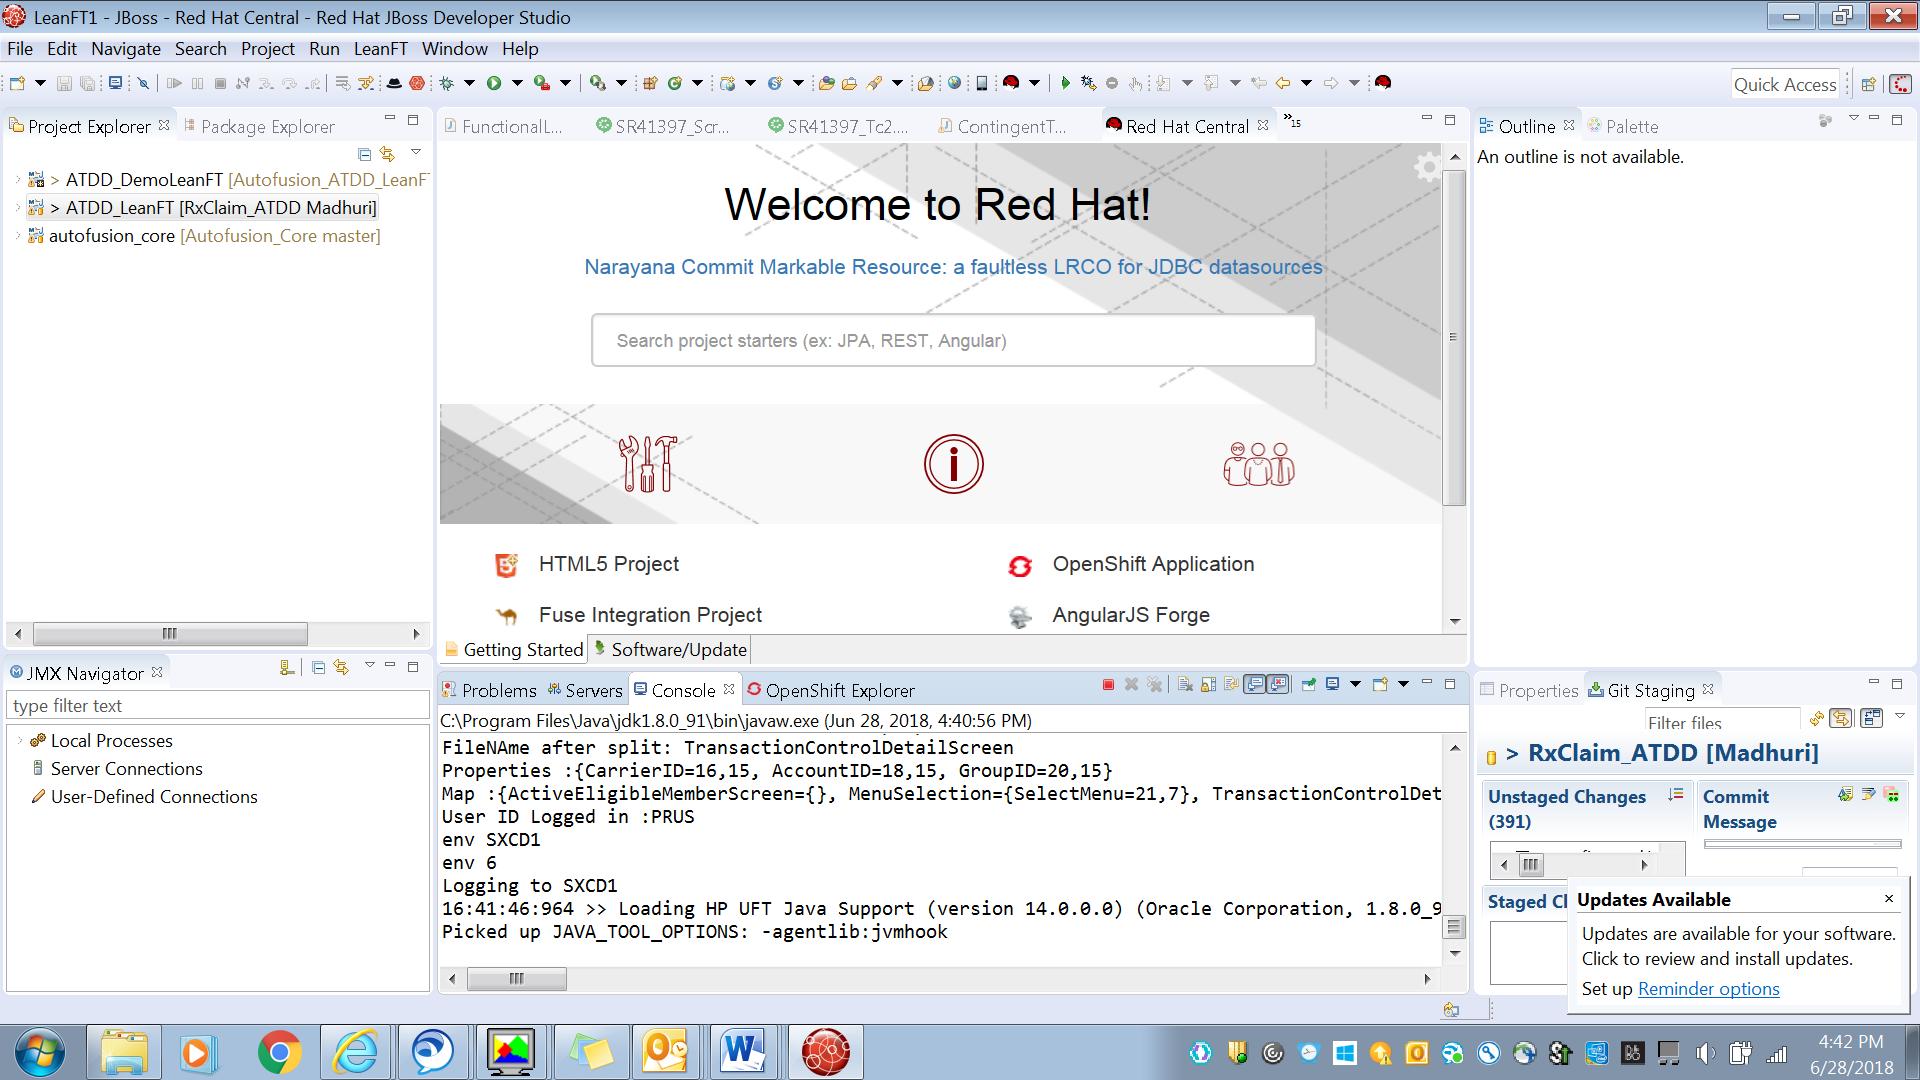 LeanFT1 - JBoss - Red Hat Central - Red Hat JBoss Developer Studio
File Edit Navigate Search Project Run LeanFT Window Help
Quick Access
Project Explorer
Package Explorer
> ATDD_DemoLeanFT [Autofusion_ATDD_LeanFT
> ATDD_LeanFT [RxClaim_ATDD Madhuri]
autofusion_core [Autofusion_Core master]
FunctionalL...
SR41397_Scr...
SR41397_Tc2....
ContingentT...
Red Hat Central
»15
Welcome to Red Hat!
Narayana Commit Markable Resource: a faultless LRCO for JDBC datasources
Search project starters (ex: JPA, REST, Angular)
HTML5 Project
OpenShift Application
Fuse Integration Project
AngularJS Forge
Getting Started
Software/Update
Outline
Palette
An outline is not available.
JMX Navigator
type filter text
Local Processes
Server Connections
User-Defined Connections
Problems
Servers
Console
OpenShift Explorer
C:\Program Files\Java\jdk1.8.0_91\bin\javaw.exe (Jun 28, 2018, 4:40:56 PM)
FileNAme after split: TransactionControlDetailScreen
Properties :{CarrierID=16,15, AccountID=18,15, GroupID=20,15}
Map :{ActiveEligibleMemberScreen={}, MenuSelection={SelectMenu=21,7}, TransactionControlDet
User ID Logged in :PRUS
env SXCD1
env 6
Logging to SXCD1
16:41:46:964 >> Loading HP UFT Java Support (version 14.0.0.0) (Oracle Corporation, 1.8.0_9
Picked up JAVA_TOOL_OPTIONS: -agentlib:jvmhook
Properties
Git Staging
Filter files
> RxClaim_ATDD [Madhuri]
Unstaged Changes (391)
Commit Message
Staged Cl
Updates Available
Updates are available for your software.
Click to review and install updates.
Set up Reminder options
4:42 PM
6/28/2018